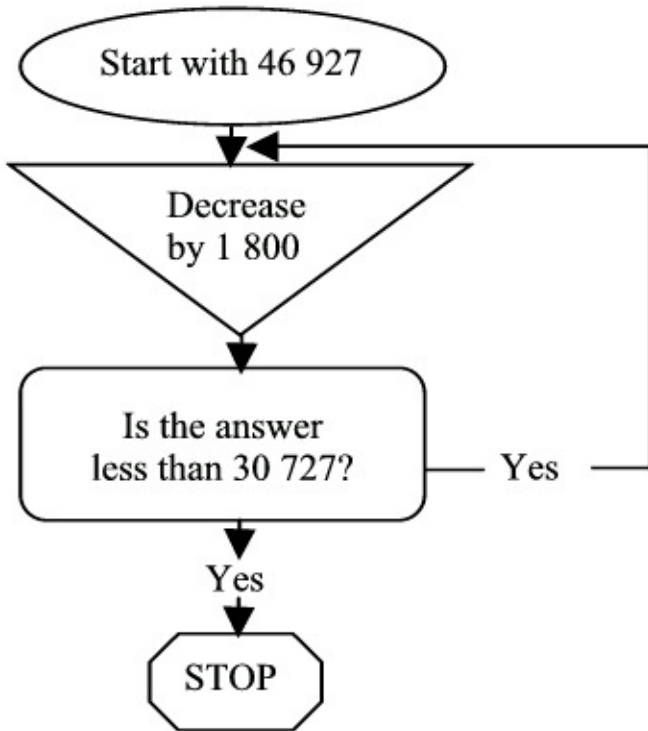 Start with 46 927
Decrease
by 1 800
Is the answer
less than 30 727?
Yes
Yes
STOP